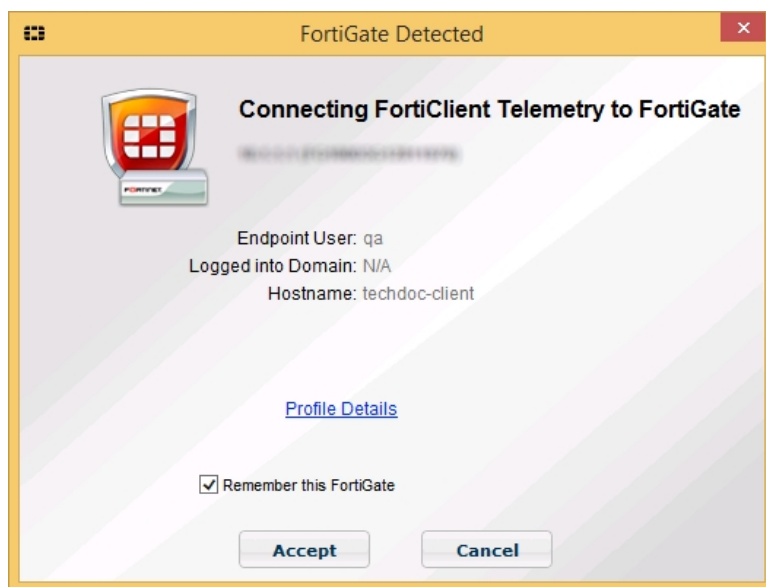 FortiGate Detected
Connecting FortiClient Telemetry to FortiGate
FORTINET
Endpoint User: qa
Logged into Domain: N/A
Hostname: techdoc-client
Profile Details
Remember this FortiGate
Accept Cancel